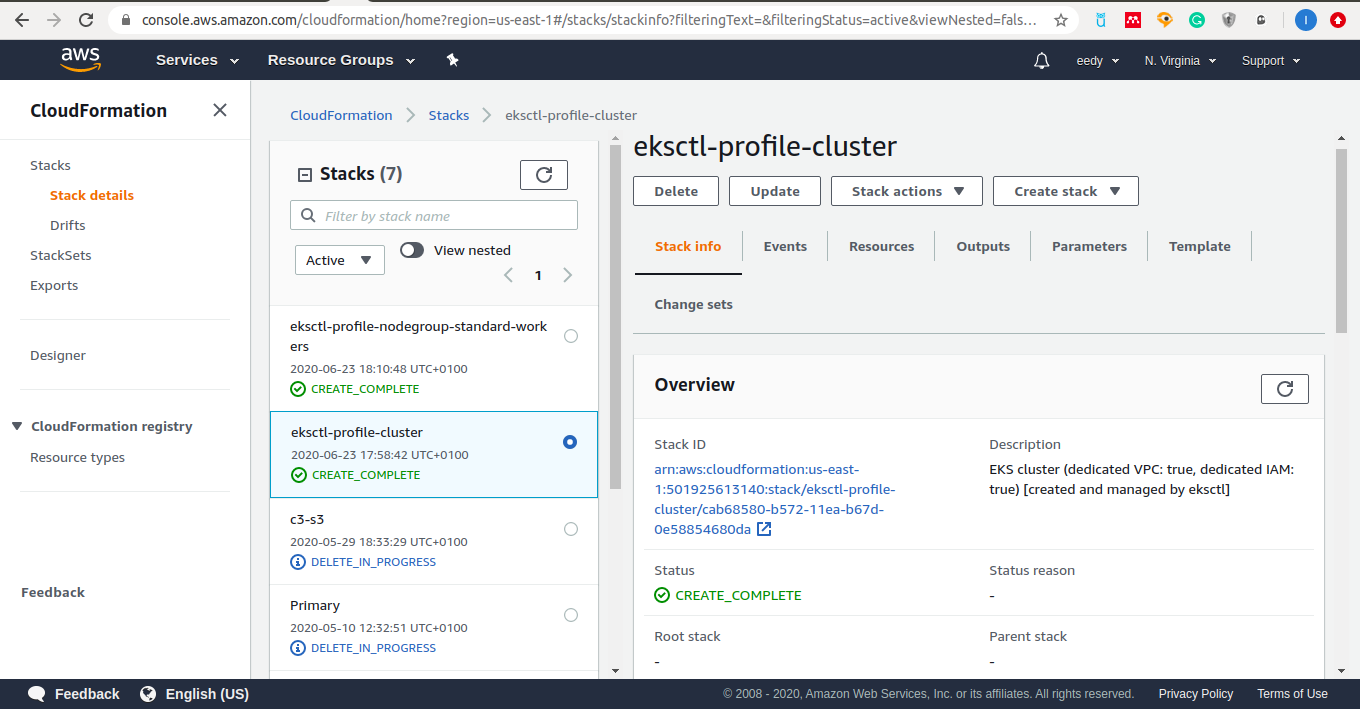 console.aws.amazon.com/cloudformation/home?region=us-east-1#/stacks/stackinfo?filteringText=&filteringStatus=active&viewNested=fals...
I
aws
Services
Resource Groups
eedy
N. Virginia
Support
CloudFormation
Stacks
Stack details
Drifts
StackSets
Exports
Designer
CloudFormation registry
Resource types
Feedback
CloudFormation
Stacks
eksctl-profile-cluster
Stacks (7)
Filter by stack name
Active
View nested
1
eksctl-profile-nodegroup-standard-work
ers
2020-06-23 18:10:48 UTC+0100
CREATE_COMPLETE
eksctl-profile-cluster
2020-06-23 17:58:42 UTC+0100
CREATE_COMPLETE
c3-s3
2020-05-29 18:33:29 UTC+0100
DELETE_IN_PROGRESS
Primary
2020-05-10 12:32:51 UTC+0100
DELETE_IN_PROGRESS
eksctl-profile-cluster
Delete
Update
Stack actions
Create stack
Stack info
Events
Resources
Outputs
Parameters
Template
Change sets
Overview
Stack ID
arn:aws:cloudformation:us-east-
1:501925613140:stack/eksctl-profile-
cluster/cab68580-b572-11ea-b67d-
0e58854680da
Description
EKS cluster (dedicated VPC: true, dedicated IAM:
true) [created and managed by eksctl]
Status
CREATE_COMPLETE
Status reason
-
Root stack
-
Parent stack
-
Feedback
English (US)
© 2008 - 2020, Amazon Web Services, Inc. or its affiliates. All rights reserved.
Privacy Policy
Terms of Use